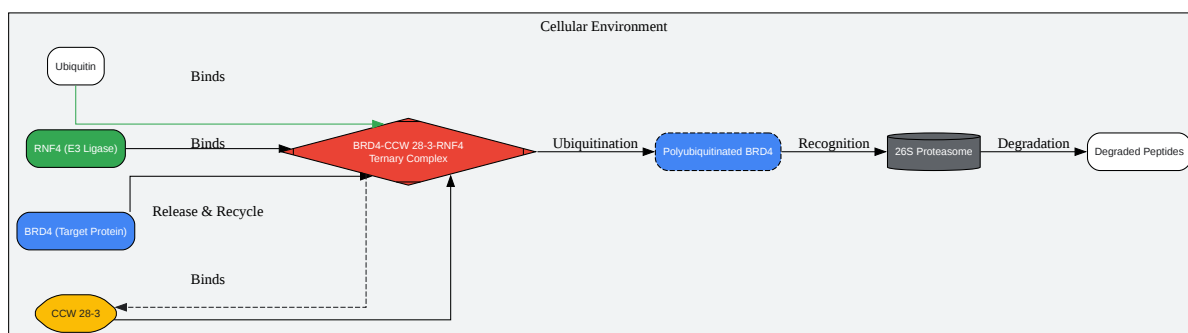 Cellular Environment
Ubiquitin
Binds
RNF4 (E3 Ligase)
Binds
BRD4-CCW 28-3-RNF4
Ternary Complex
Ubiquitination
Polyubiquitinated BRD4
Recognition
26S Proteasome
Degradation
Degraded Peptides
Release & Recycle
BRD4 (Target Protein)
Binds
CCW 28-3